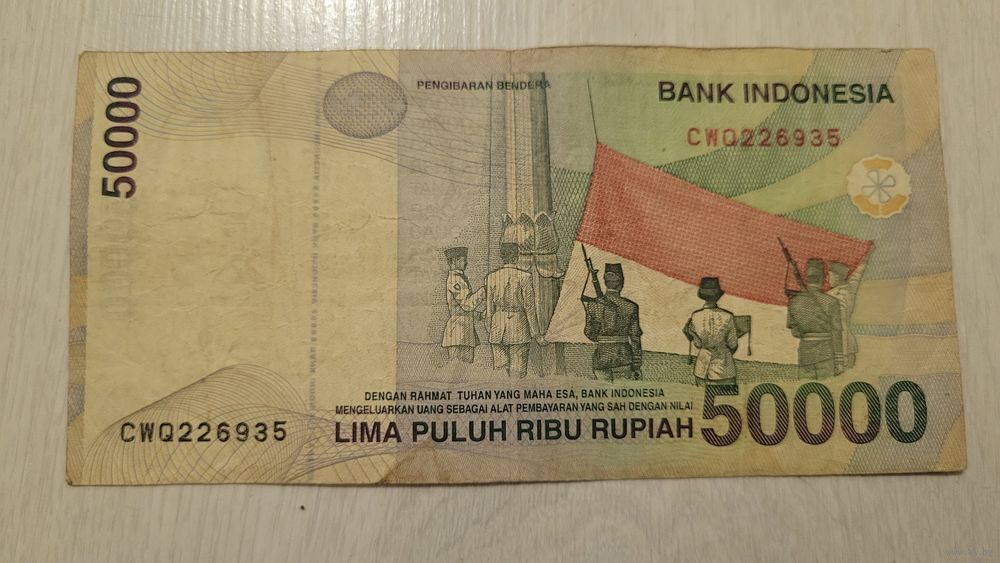 50000
PENGIBARAN BENDERA
BANK INDONESIA
CWQ226935
DENGAN RAHMAT TUHAN YANG MAHA ESA, BANK INDONESIA
MENGELUARKAN UANG SEBAGAI ALAT PEMBAYARAN YANG SAH DENGAN NILAI
LIMA PULUH RIBU RUPIAH 50000
CWQ226935